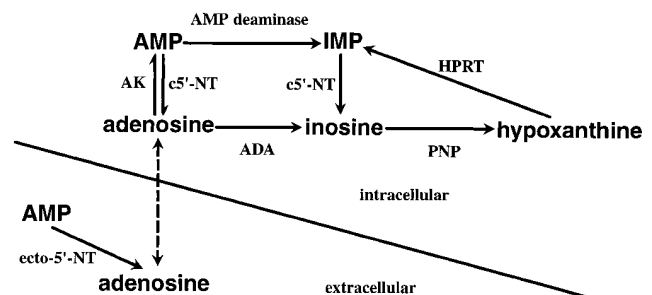 AMP deaminase
AMP IMP
HPRT
AK c5'-NT c5'-NT
adenosine inosine hypoxanthine
ADA PNP
intracellular
AMP
ecto-5'-NT
adenosine
extracellular